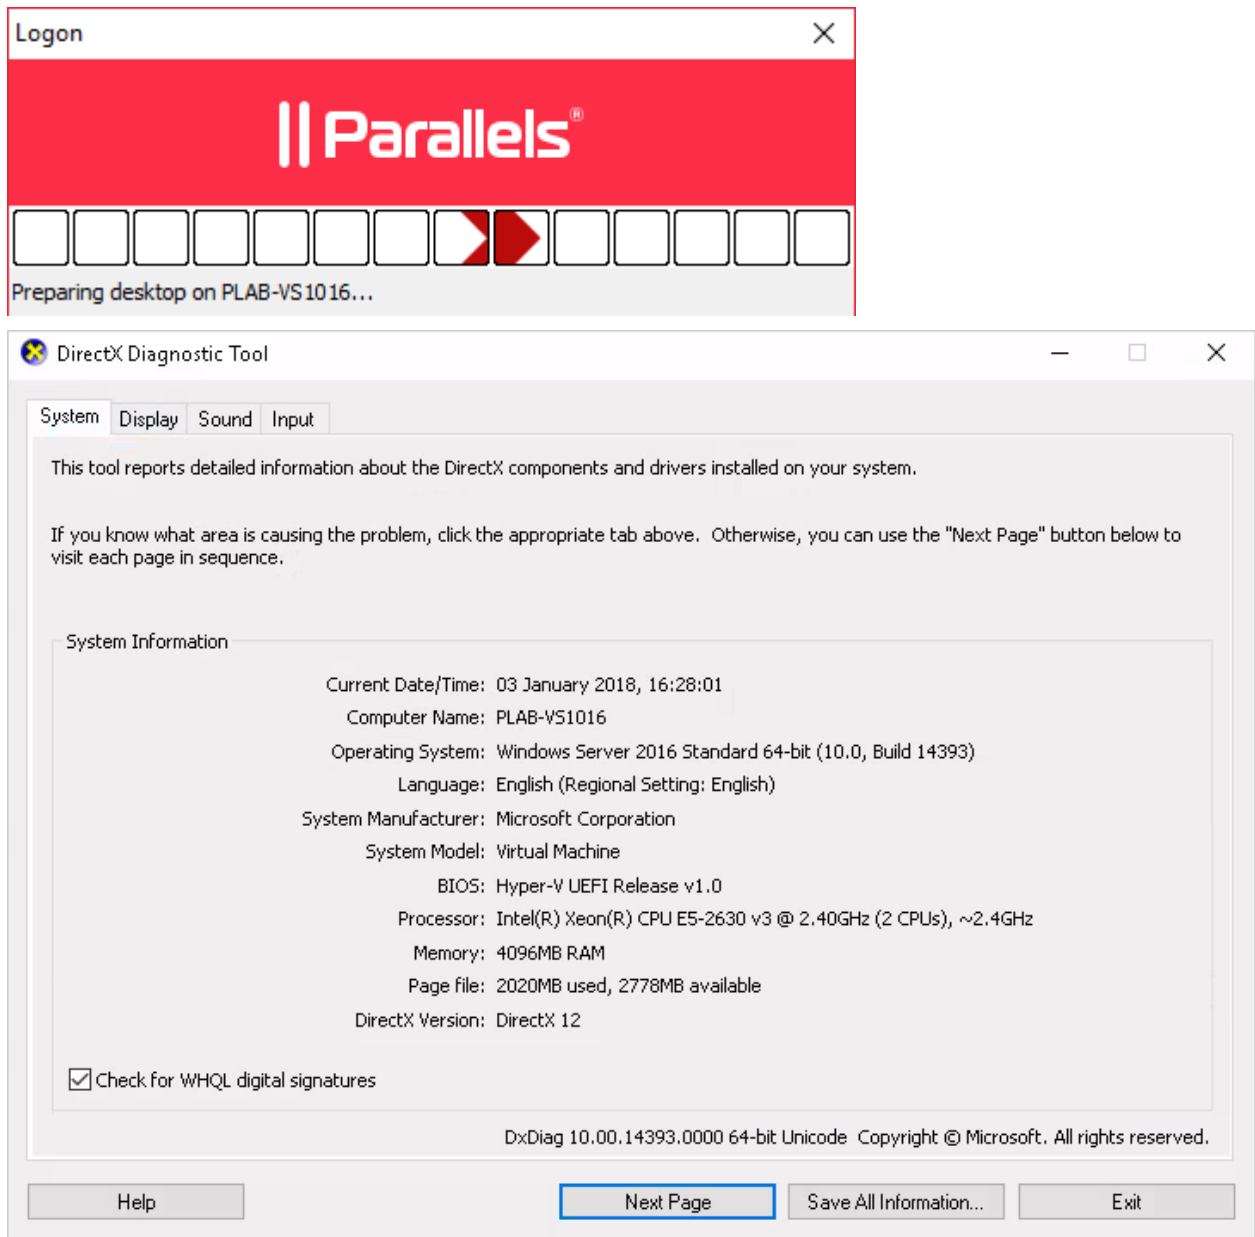 Logon
Parallels®
Preparing desktop on PLAB-VS1016...
DirectX Diagnostic Tool
System Display Sound Input
This tool reports detailed information about the DirectX components and drivers installed on your system.
If you know what area is causing the problem, click the appropriate tab above.  Otherwise, you can use the "Next Page" button below to
visit each page in sequence.
System Information
Current Date/Time: 03 January 2018, 16:28:01
Computer Name: PLAB-VS1016
Operating System: Windows Server 2016 Standard 64-bit (10.0, Build 14393)
Language: English (Regional Setting: English)
System Manufacturer: Microsoft Corporation
System Model: Virtual Machine
BIOS: Hyper-V UEFI Release v1.0
Processor: Intel(R) Xeon(R) CPU E5-2630 v3 @ 2.40GHz (2 CPUs), ~2.4GHz
Memory: 4096MB RAM
Page file: 2020MB used, 2778MB available
DirectX Version: DirectX 12
Check for WHQL digital signatures
DxDiag 10.00.14393.0000 64-bit Unicode  Copyright © Microsoft. All rights reserved.
Help Next Page Save All Information... Exit